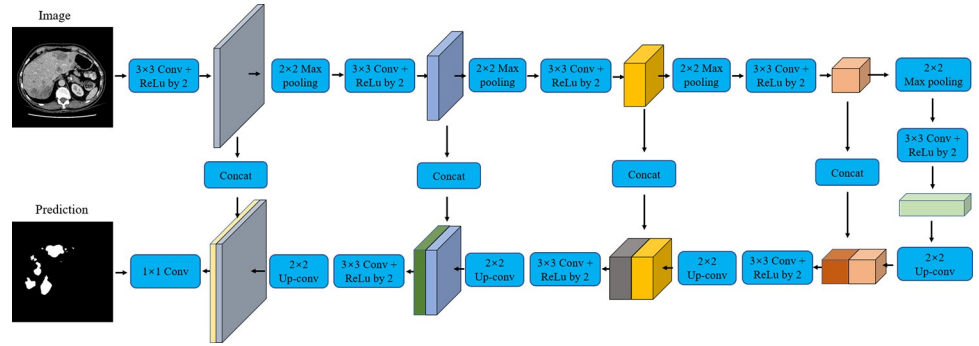 Image
3×3 Conv +
ReLu by 2
2×2 Max
pooling
3×3 Conv +
ReLu by 2
2×2 Max
pooling
3×3 Conv +
ReLu by 2
2×2 Max
pooling
3×3 Conv +
ReLu by 2
2×2
Max pooling
3×3 Conv +
ReLu by 2
Concat
Concat
Concat
Concat
Prediction
1×1 Conv
2×2
Up-conv
3×3 Conv +
ReLu by 2
2×2
Up-conv
3×3 Conv +
ReLu by 2
2×2
Up-conv
3×3 Conv +
ReLu by 2
2×2
Up-conv